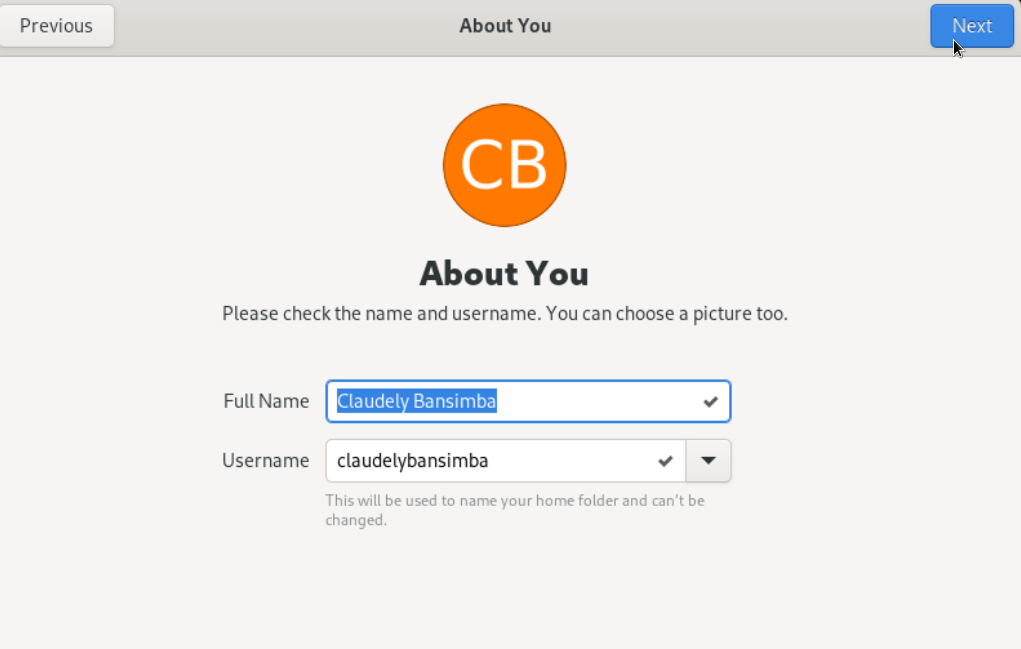 Previous
About You
Next
CB
About You
Please check the name and username. You can choose a picture too.
Full Name
Claudely Bansimba
Username
claudelybansimba
This will be used to name your home folder and can't be
changed.